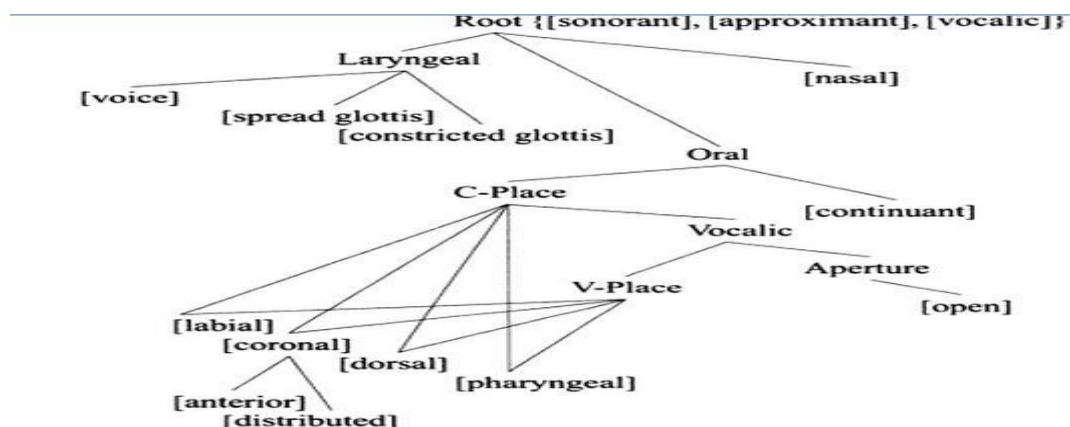 Root {[sonorant], [approximant], [vocalic]}
Laryngeal
[nasal]
[voice]
[spread glottis]
[constricted glottis]
Oral
C-Place
[continuant]
Vocalic
Aperture
V-Place
[open]
[labial]
[coronal]
[dorsal]
[pharyngeal]
[anterior]
[distributed]